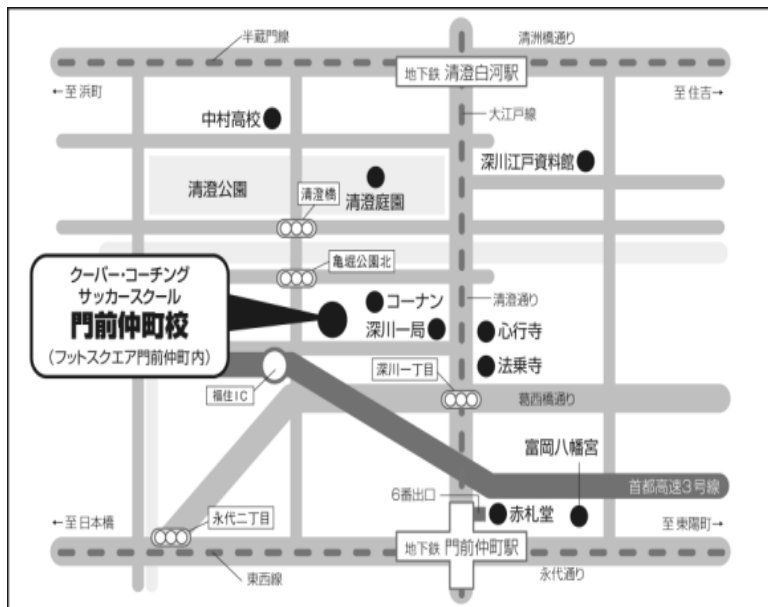 半蔵門線
清洲橋通り
地下鉄 清澄白河駅
←至浜町
至住吉→
大江戸線
中村高校
深川江戸資料館
清澄公園
清澄庭園
清澄橋
亀堀公園北
クーバー・コーチング
サッカースクール
門前仲町校
(フットスクエア門前仲町内)
コーナン
清澄通り
深川一局
心行寺
法乗寺
深川一丁目
福住IC
葛西橋通り
富岡八幡宮
首都高速3号線
6番出口
赤札堂
←至日本橋
永代二丁目
至東陽町→
地下鉄 門前仲町駅
東西線
永代通り